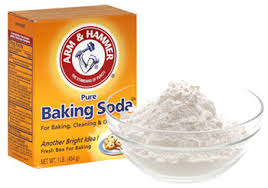 ARM & HAMMER
THE STANDARD OF PURITY
Pure
Baking Soda
For Baking, Cleaning &
Another Bright Idea!
Fresh Box For Baking
NET WT. 1 LB. (454g)